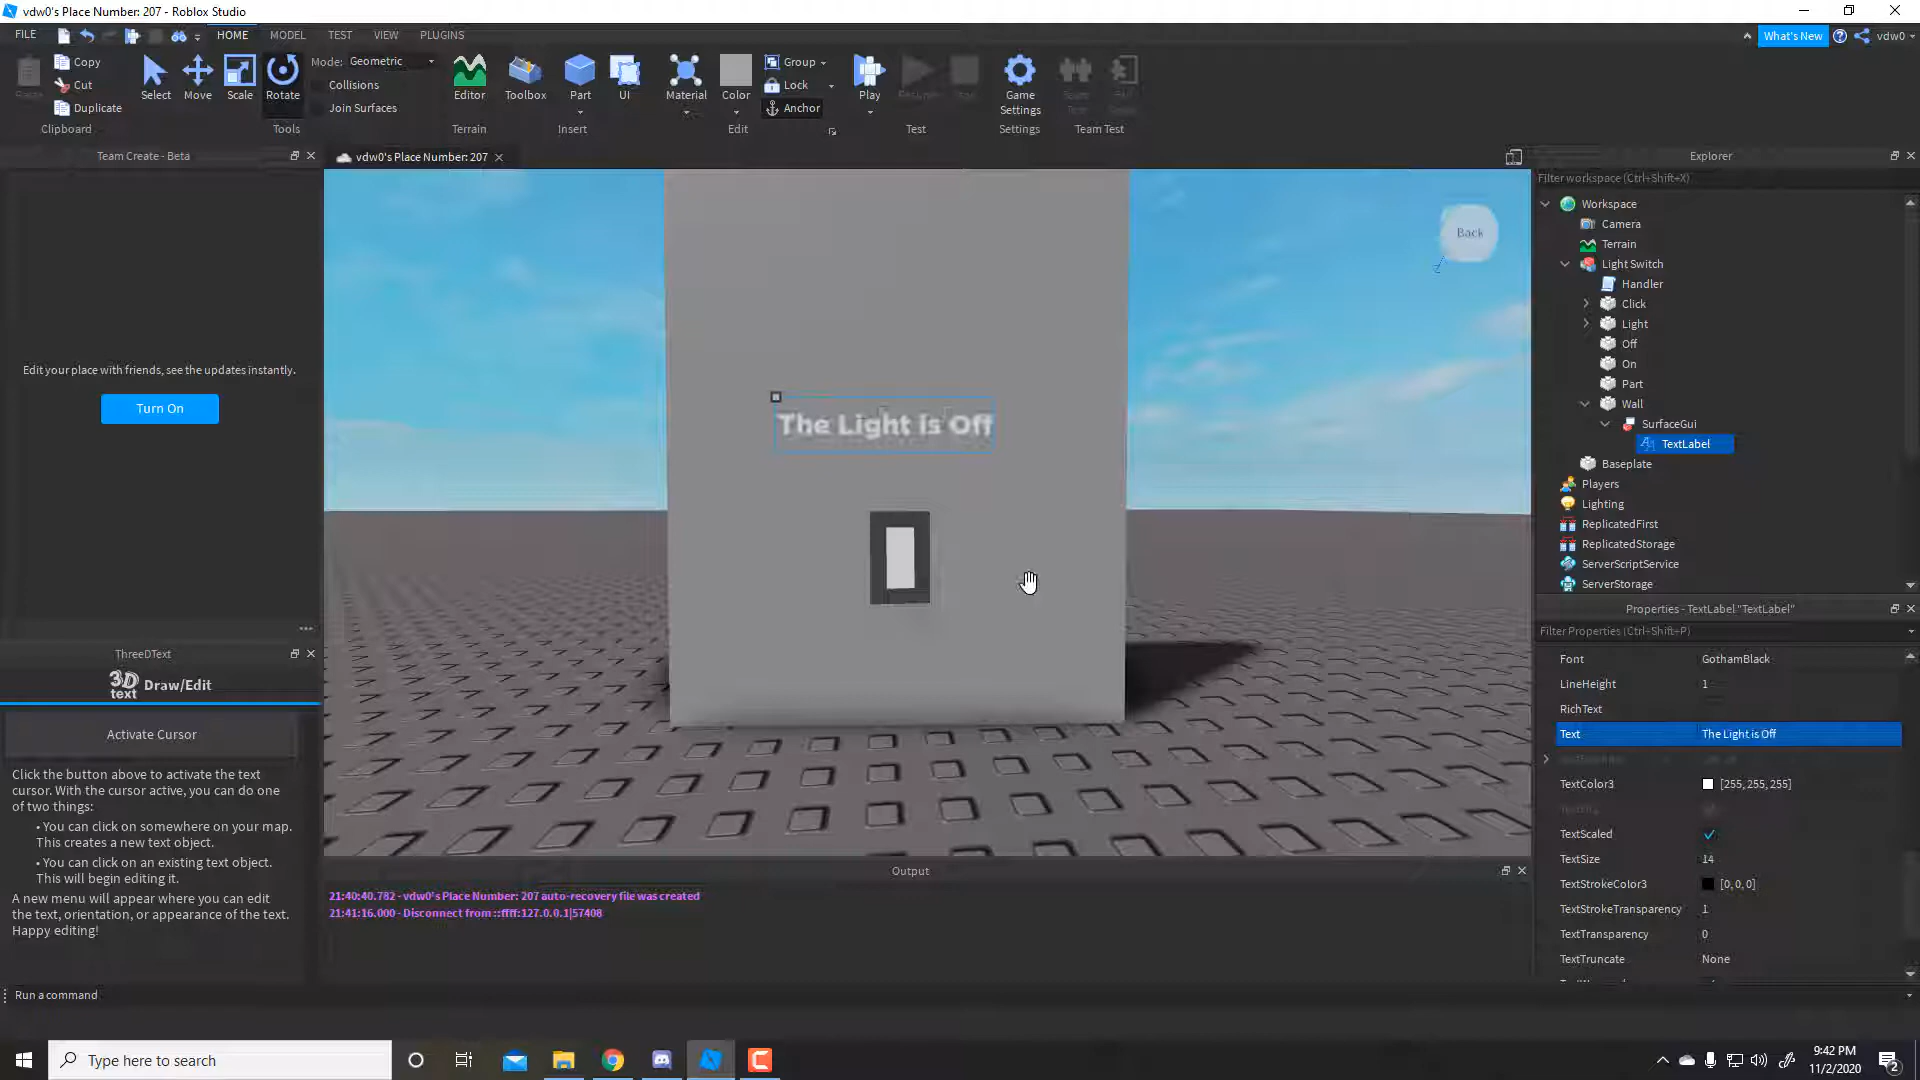 vdw0's Place Number: 207 - Roblox Studio
FILE
HOME
MODEL
TEST
VIEW
PLUGINS
What's New
vdw0
Copy
Cut
Duplicate
Clipboard
Select
Move
Scale
Rotate
Mode: Geometric
Collisions
Join Surfaces
Tools
Editor
Terrain
Toolbox
Part
UI
Insert
Material
Color
Group
Lock
Anchor
Edit
Play
Test
Game
Settings
Settings
Team Test
Team Create - Beta
Edit your place with friends, see the updates instantly.
Turn On
ThreeDText
3D
text
Draw/Edit
Activate Cursor
Click the button above to activate the text
cursor. With the cursor active, you can do one
of two things:
• You can click on somewhere on your map.
This creates a new text object.
• You can click on an existing text object.
This will begin editing it.
A new menu will appear where you can edit
the text, orientation, or appearance of the text.
Happy editing!
vdw0's Place Number: 207
Back
The Light is Off
Output
21:40:40.782 - vdw0's Place Number: 207 auto-recovery file was created
21:41:16.000 - Disconnect from ::ffff:127.0.0.1|57408
Explorer
Filter workspace (Ctrl+Shift+X)
Workspace
Camera
Terrain
Light Switch
Handler
Click
Light
Off
On
Part
Wall
SurfaceGui
TextLabel
Baseplate
Players
Lighting
ReplicatedFirst
ReplicatedStorage
ServerScriptService
ServerStorage
Properties - TextLabel "TextLabel"
Filter Properties (Ctrl+Shift+P)
Font GothamBlack
LineHeight 1
RichText
Text The Light is Off
TextColor3 [255, 255, 255]
TextScaled
TextSize 14
TextStrokeColor3 [0, 0, 0]
TextStrokeTransparency 1
TextTransparency 0
TextTruncate None
Run a command
Type here to search
9:42 PM
11/2/2020
2